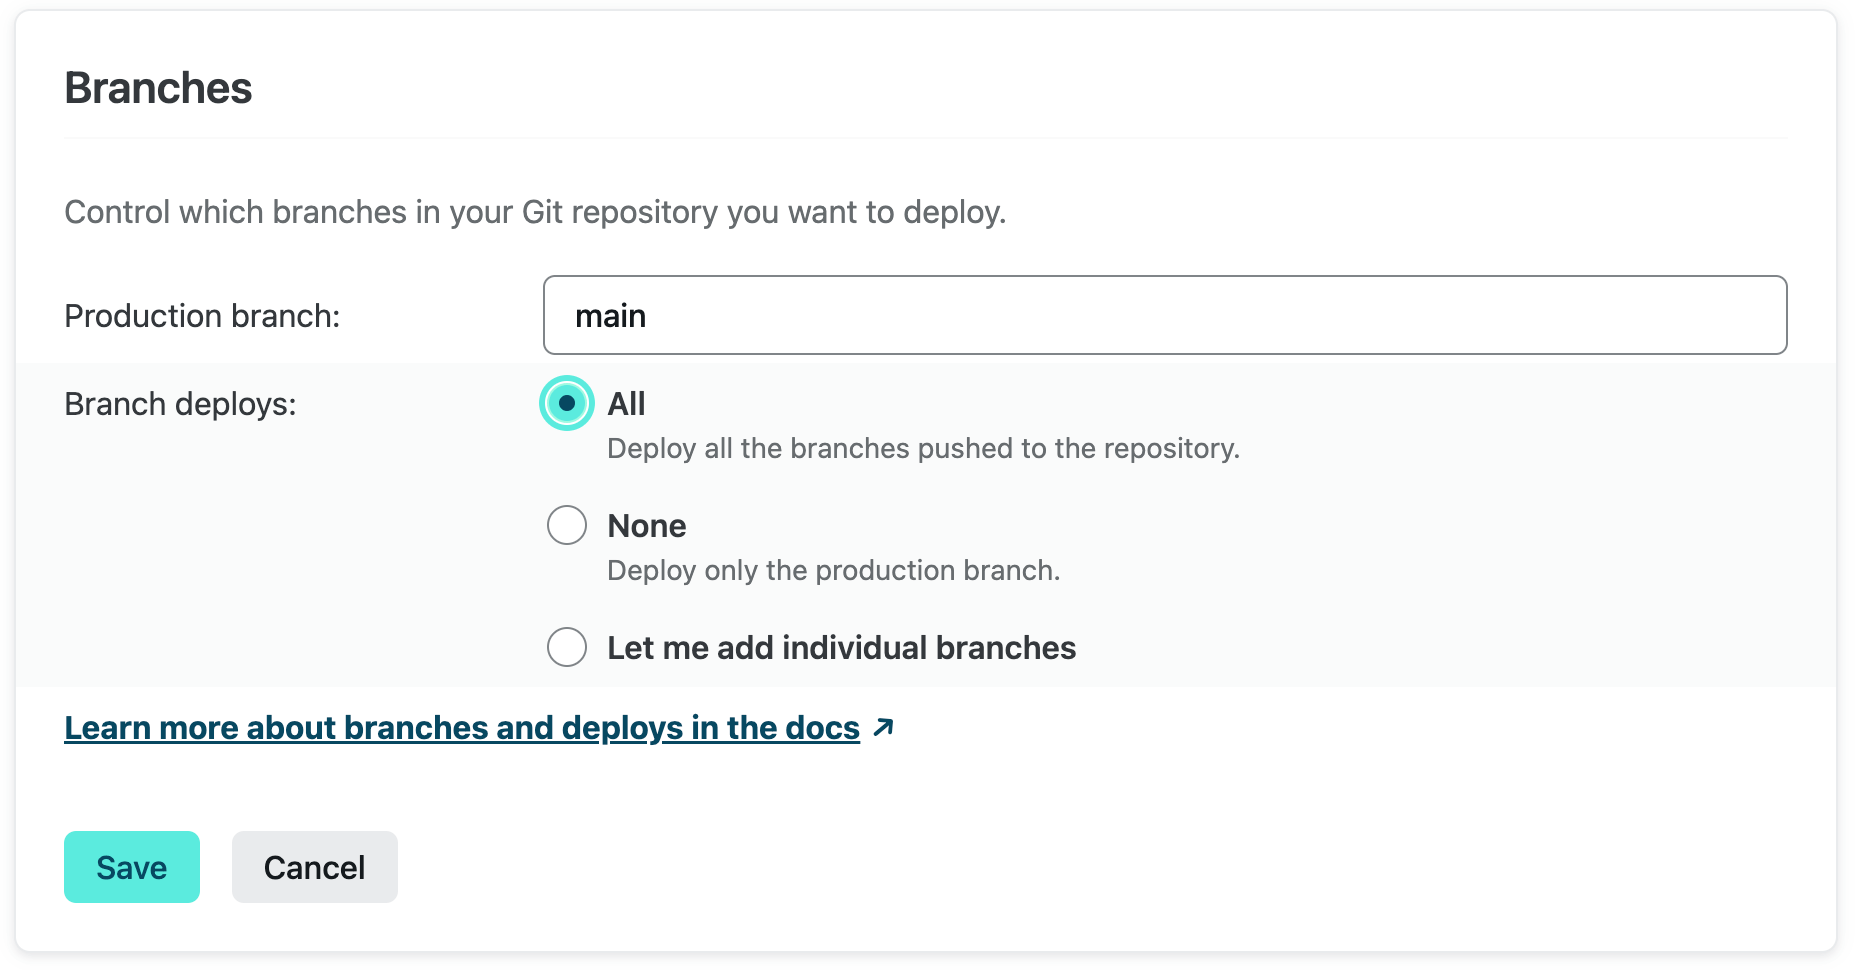 Branches
Control which branches in your Git repository you want to deploy.
Production branch:
main
Branch deploys:
All
Deploy all the branches pushed to the repository.
None
Deploy only the production branch.
Let me add individual branches
Learn more about branches and deploys in the docs ↗
Save
Cancel